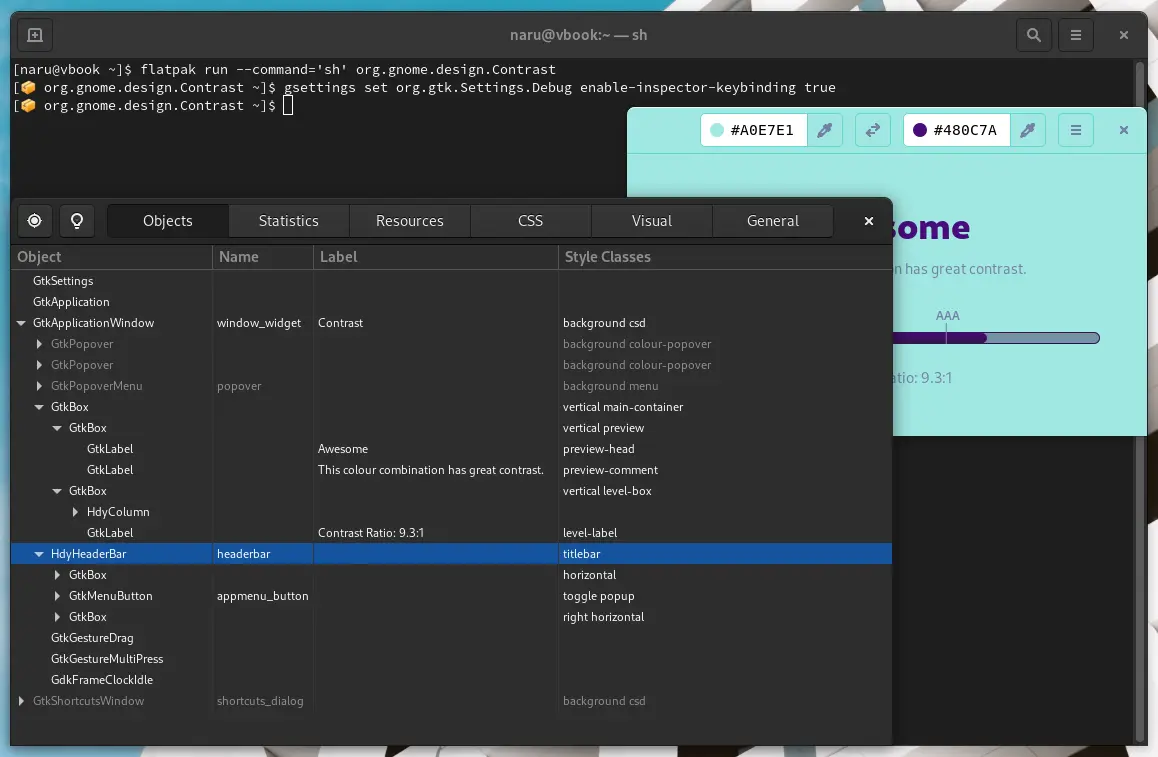 naru@vbook:~ — sh
[naru@vbook ~]$ flatpak run --command='sh' org.gnome.design.Contrast
[📦 org.gnome.design.Contrast ~]$ gsettings set org.gtk.Settings.Debug enable-inspector-keybinding true
[📦 org.gnome.design.Contrast ~]$
#A0E7E1 #480C7A
some
n has great contrast.
AAA
atio: 9.3:1
Objects Statistics Resources CSS Visual General
Object Name Label Style Classes
GtkSettings
GtkApplication
GtkApplicationWindow window_widget Contrast background csd
GtkPopover background colour-popover
GtkPopover background colour-popover
GtkPopoverMenu popover background menu
GtkBox vertical main-container
GtkBox vertical preview
GtkLabel Awesome preview-head
GtkLabel This colour combination has great contrast. preview-comment
GtkBox vertical level-box
HdyColumn
GtkLabel Contrast Ratio: 9.3:1 level-label
HdyHeaderBar headerbar titlebar
GtkBox horizontal
GtkMenuButton appmenu_button toggle popup
GtkBox right horizontal
GtkGestureDrag
GtkGestureMultiPress
GdkFrameClockIdle
GtkShortcutsWindow shortcuts_dialog background csd